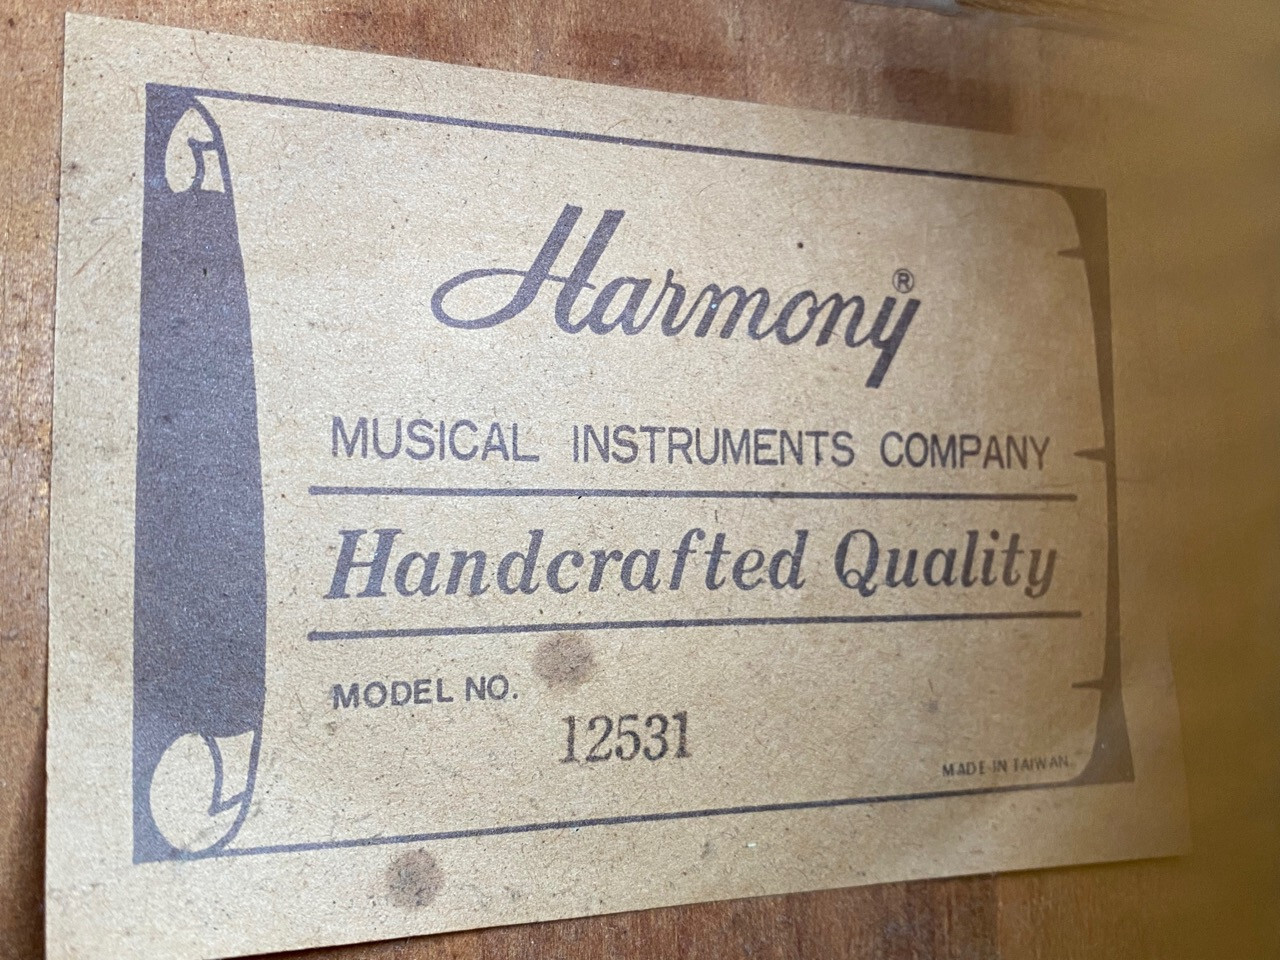 Harmony®
MUSICAL INSTRUMENTS COMPANY
Handcrafted Quality
MODEL NO.
12531
MADE IN TAIWAN